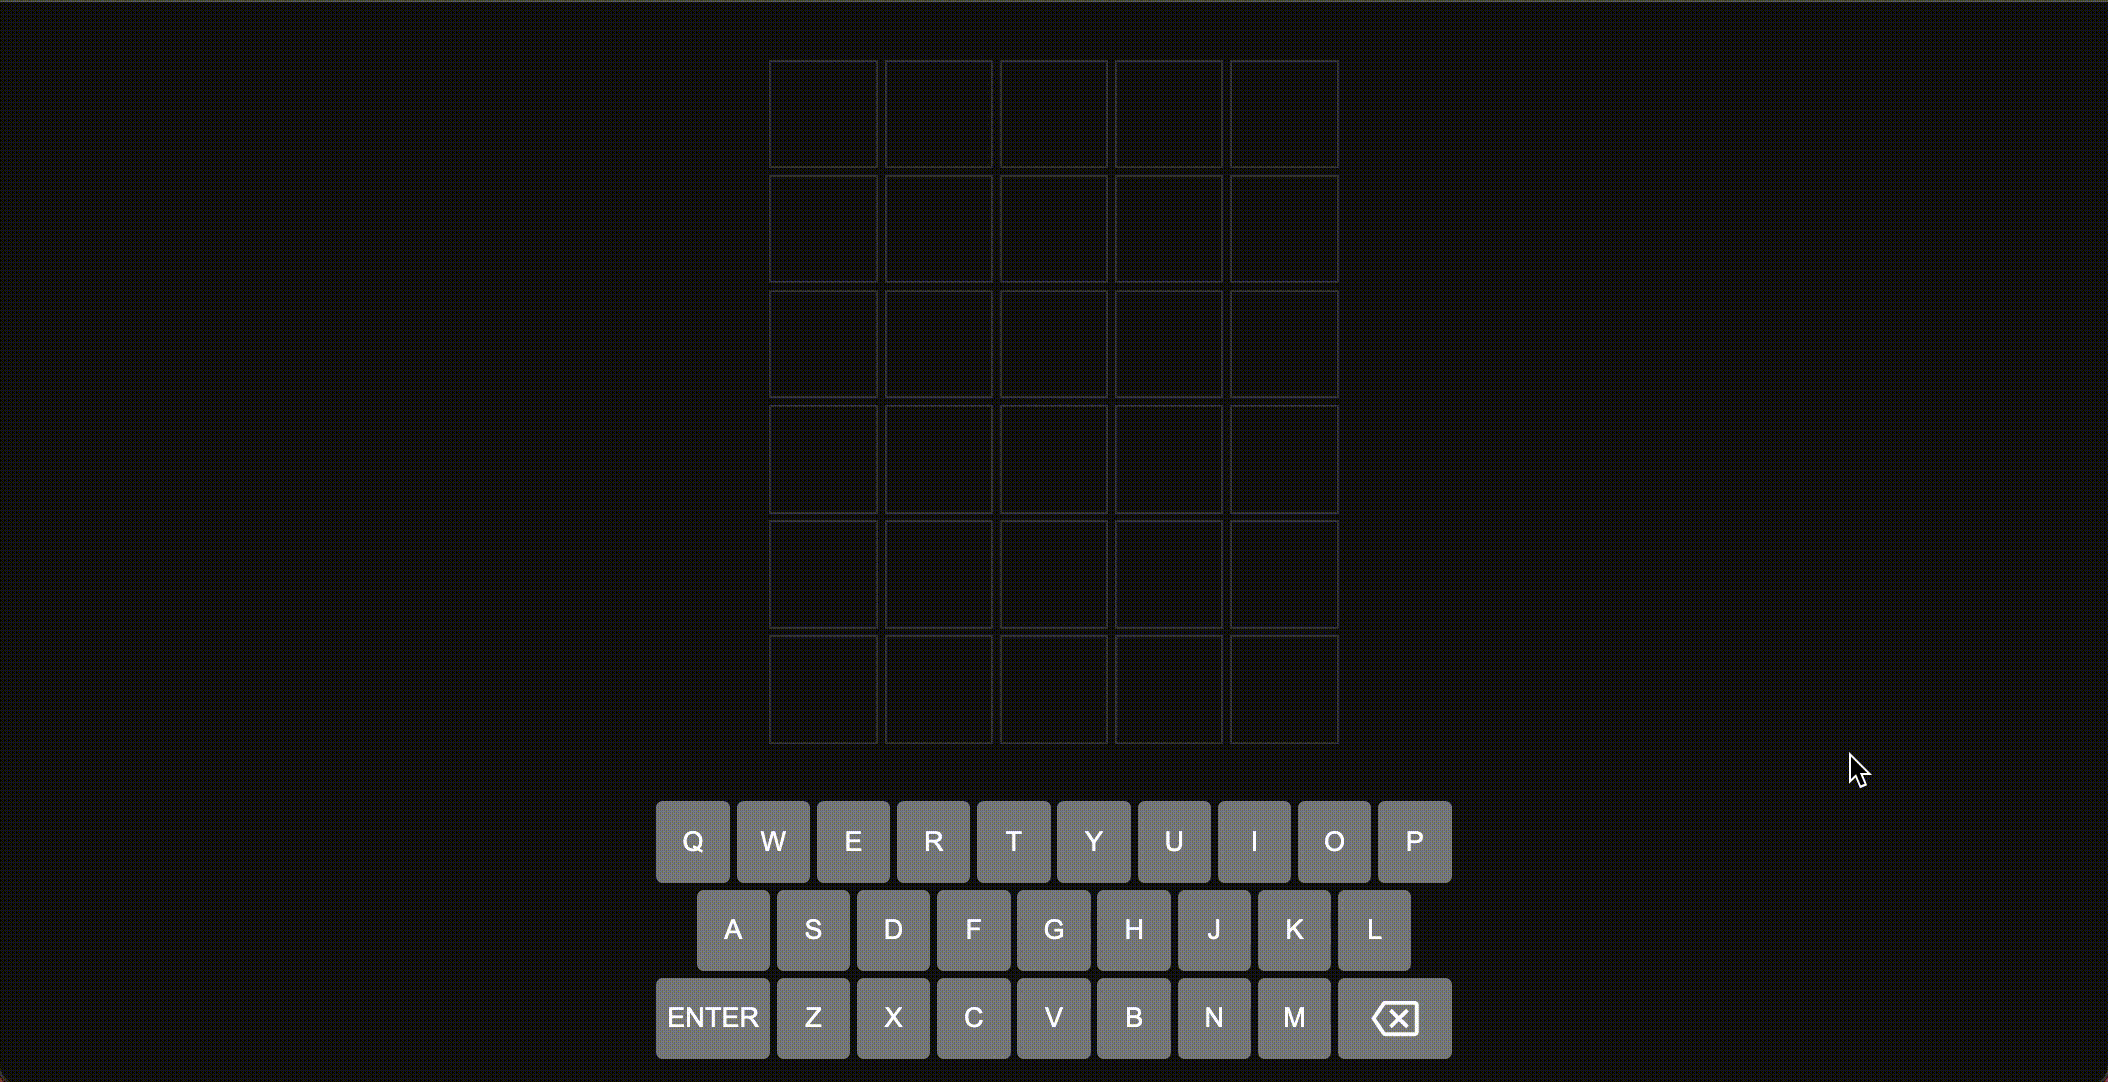 Q W E R T Y U I O P
A S D F G H J K L
ENTER Z X C V B N M